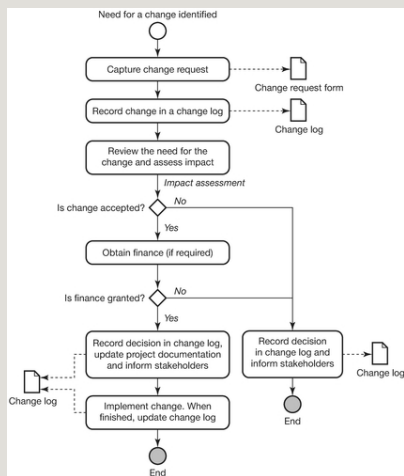 Need for a change identified
Capture change request
Change request form
Record change in a change log
Change log
Review the need for the
change and assess impact
Impact assessment
Is change accepted?
No
Yes
Obtain finance (if required)
Is finance granted?
No
Yes
Record decision in change log,
update project documentation
and inform stakeholders
Record decision
in change log and
inform stakeholders
Change log
Change log
Implement change. When
finished, update change log
End
End